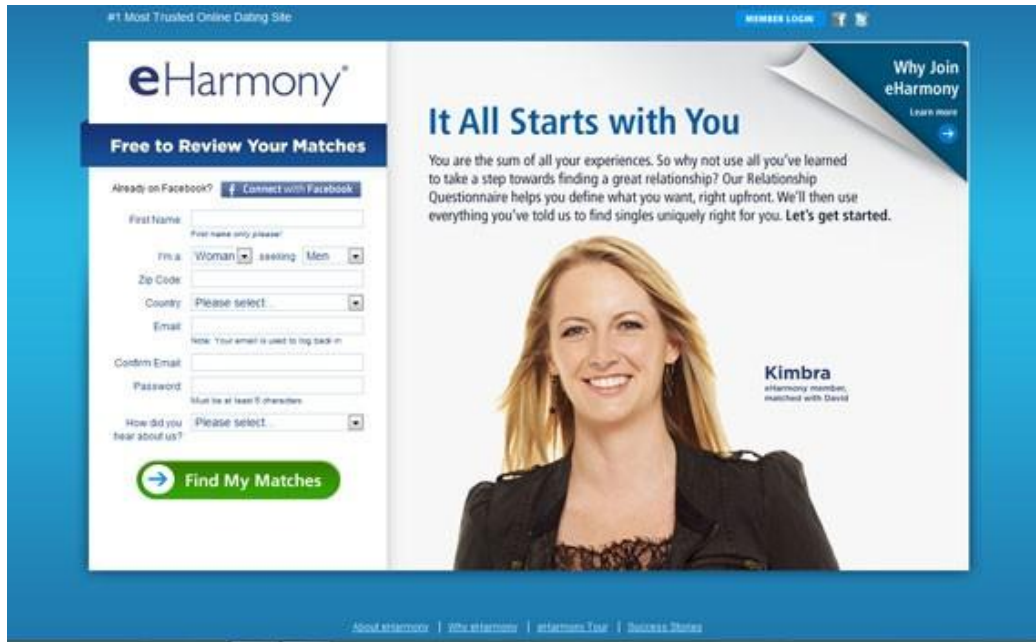 #1 Most Trusted Online Dating Site
MEMBER LOGIN
eHarmony®
Free to Review Your Matches
Already on Facebook? Connect with Facebook
First Name
First name only please!
I'm a Woman seeking Men
Zip Code
Country Please select...
Email
Note: Your email is used to log back in
Confirm Email
Password
Must be at least 5 characters
How did you Please select...
hear about us?
Find My Matches
Why Join
eHarmony
Learn more
It All Starts with You
You are the sum of all your experiences. So why not use all you've learned
to take a step towards finding a great relationship? Our Relationship
Questionnaire helps you define what you want, right upfront. We'll then use
everything you've told us to find singles uniquely right for you. Let's get started.
Kimbra
eHarmony member,
matched with David
About eHarmony | Why eHarmony | eHarmony Tour | Success Stories